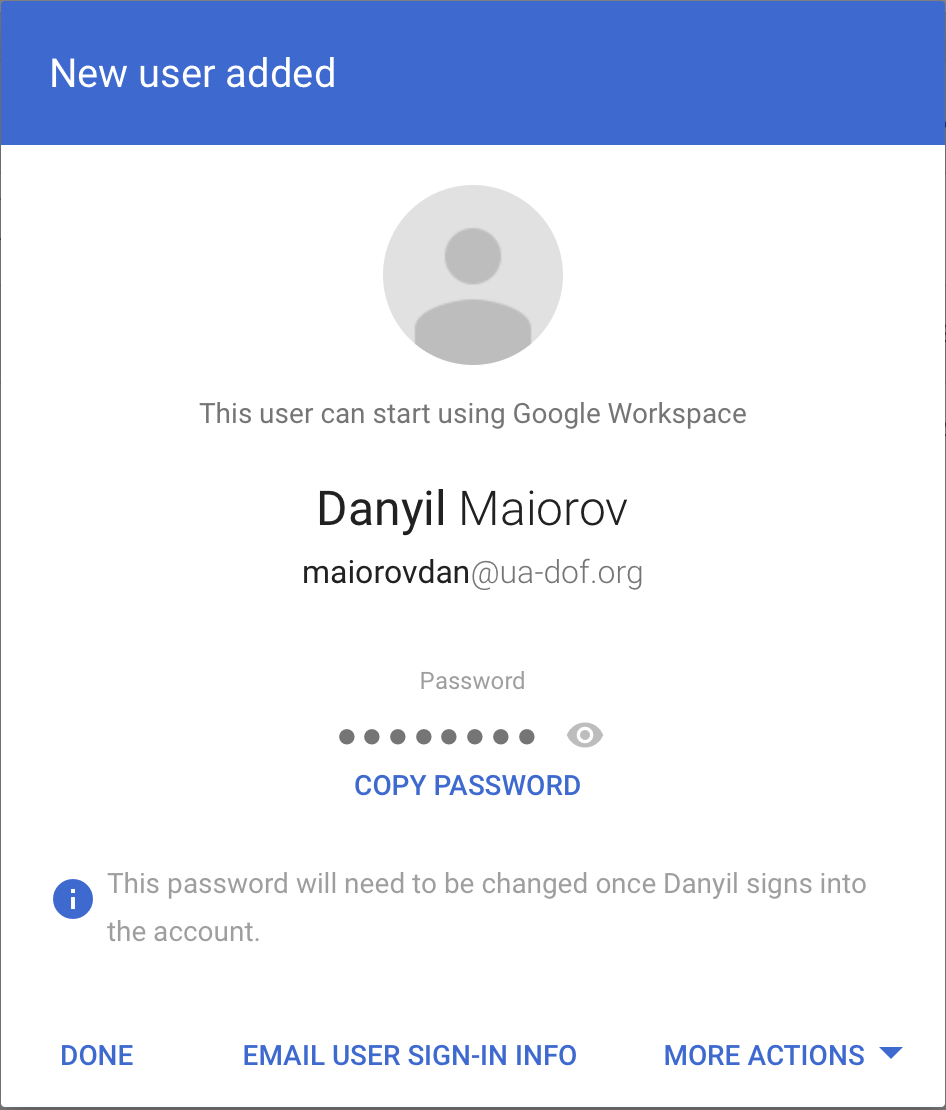 New user added
This user can start using Google Workspace
Danyil Maiorov
maiorovdan@ua-dof.org
Password
COPY PASSWORD
This password will need to be changed once Danyil signs into
the account.
DONE EMAIL USER SIGN-IN INFO MORE ACTIONS